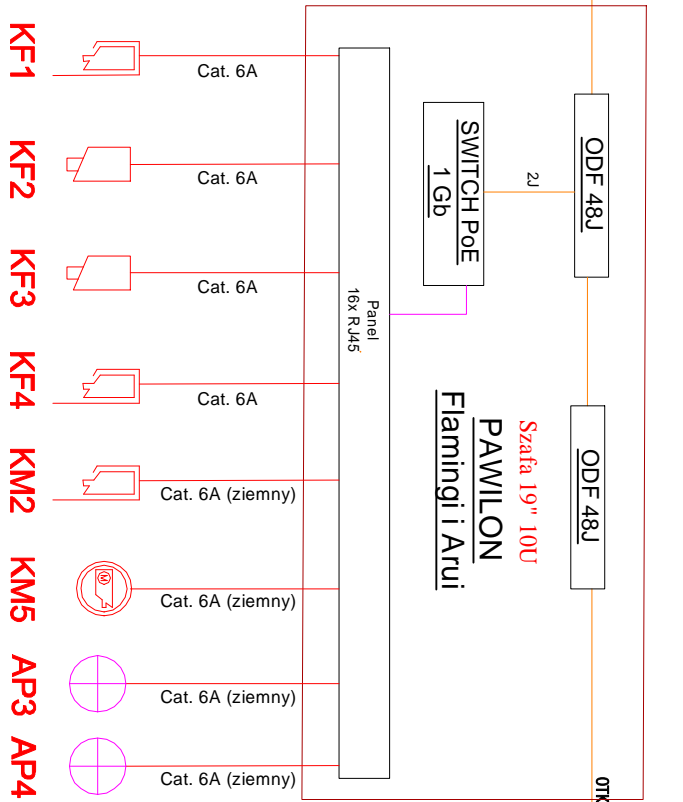 KF1
Cat. 6A
KF2
Cat. 6A
KF3
Cat. 6A
KF4
Cat. 6A
KM2
Cat. 6A (ziemny)
KM5
M
Cat. 6A (ziemny)
AP3
Cat. 6A (ziemny)
AP4
Cat. 6A (ziemny)
Panel
16x RJ45
SWITCH PoE
1 Gb
2J
ODF 48J
ODF 48J
Szafa 19" 10U
PAWILON
Flamingi i Arui
0TK